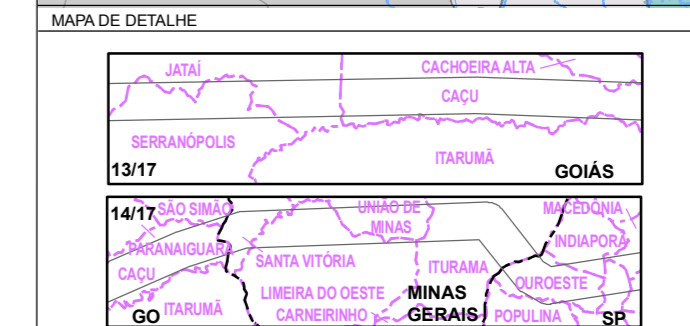 MAPA DE DETALHE
JATAÍ
CACHOEIRA ALTA
CAÇU
SERRANÓPOLIS
ITARUMÃ
13/17
GOIÁS
14/17
SÃO SIMÃO
UNIÃO DE
MINAS
MACEDÔNIA
PARANAIGUARA
INDIAPORÃ
CAÇU
SANTA VITÓRIA
ITURAMA
OUROESTE
LIMEIRA DO OESTE
MINAS
GERAIS
GO
ITARUMÃ
CARNEIRINHO
POPULINA
SP